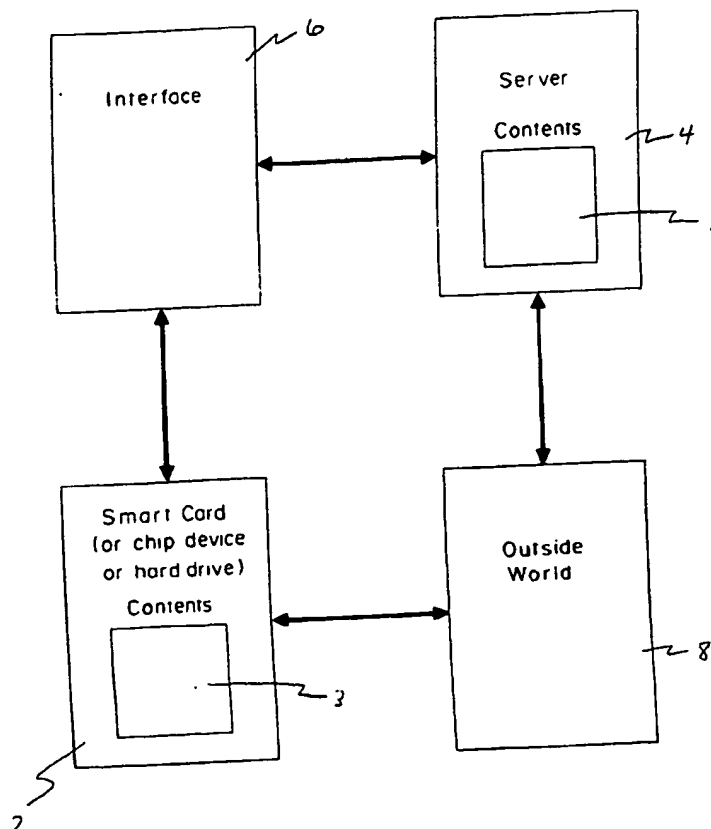 6
Interface
Server
Contents
4
Smart Card
(or chip device
or hard drive)
Contents
3
2
Outside
World
8